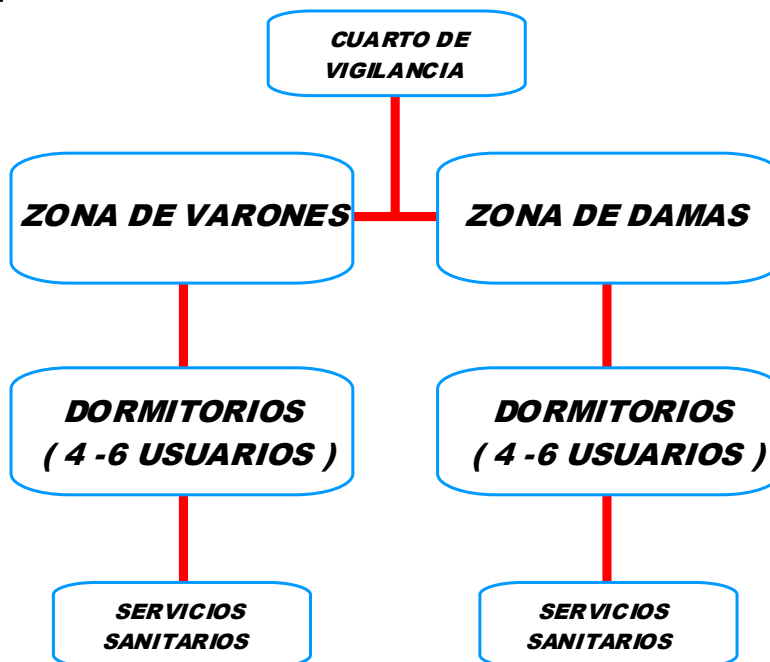 CUARTO DE
VIGILANCIA
ZONA DE VARONES
ZONA DE DAMAS
DORMITORIOS
( 4 -6 USUARIOS )
DORMITORIOS
( 4 -6 USUARIOS )
SERVICIOS
SANITARIOS
SERVICIOS
SANITARIOS